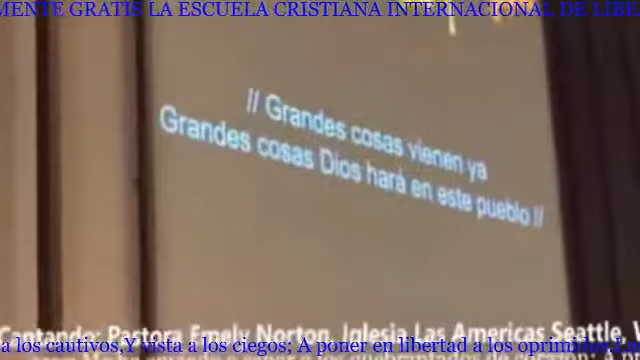 MENTE GRATIS LA ESCUELA CRISTIANA INTERNACIONAL DE LIBE
// Grandes cosas vienen ya
Grandes cosas Dios hará en este pueblo //
Cantando: Pastora Emely Norton, Iglesia Las Americas Seattle,
a los cautivos,Y vista a los ciegos; A poner en libertad a los oprimidos